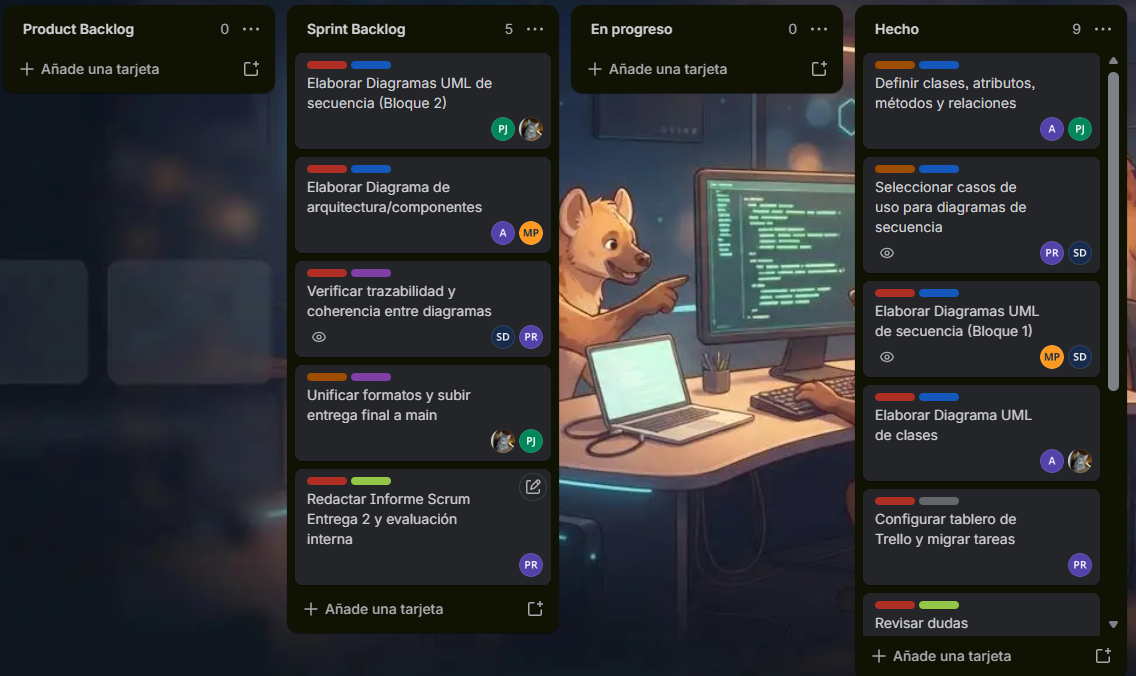 Product Backlog 0
Añade una tarjeta
Sprint Backlog 5
Elaborar Diagramas UML de
secuencia (Bloque 2)
PJ
Elaborar Diagrama de
arquitectura/componentes
A MP
Verificar trazabilidad y
coherencia entre diagramas
SD PR
Unificar formatos y subir
entrega final a main
PJ
Redactar Informe Scrum
Entrega 2 y evaluación
interna
PR
Añade una tarjeta
En progreso 0
Añade una tarjeta
Hecho 9
Definir clases, atributos,
métodos y relaciones
A PJ
Seleccionar casos de
uso para diagramas de
secuencia
PR SD
Elaborar Diagramas UML
de secuencia (Bloque 1)
MP SD
Elaborar Diagrama UML
de clases
A
Configurar tablero de
Trello y migrar tareas
PR
Revisar dudas
Añade una tarjeta